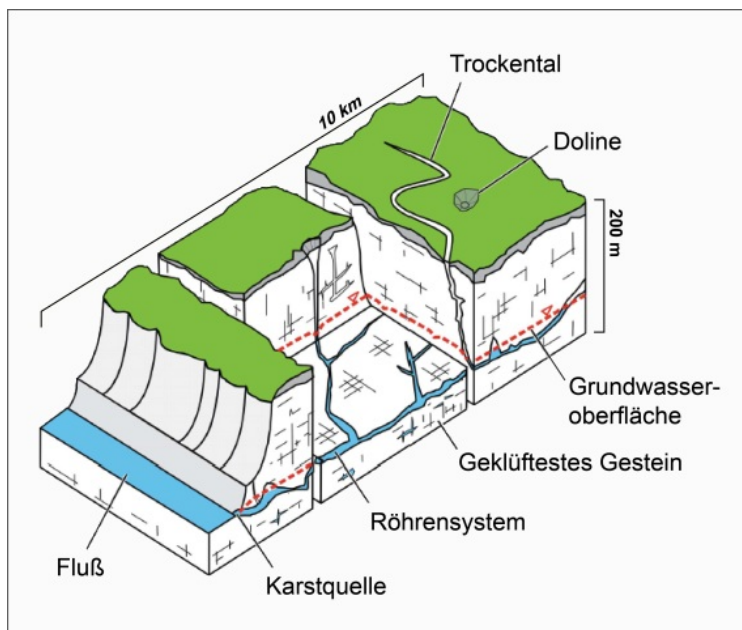 Trockental
10 km
Doline
200 m
Grundwasser-
oberfläche
Geklüftestes Gestein
Röhrensystem
Fluß
Karstquelle